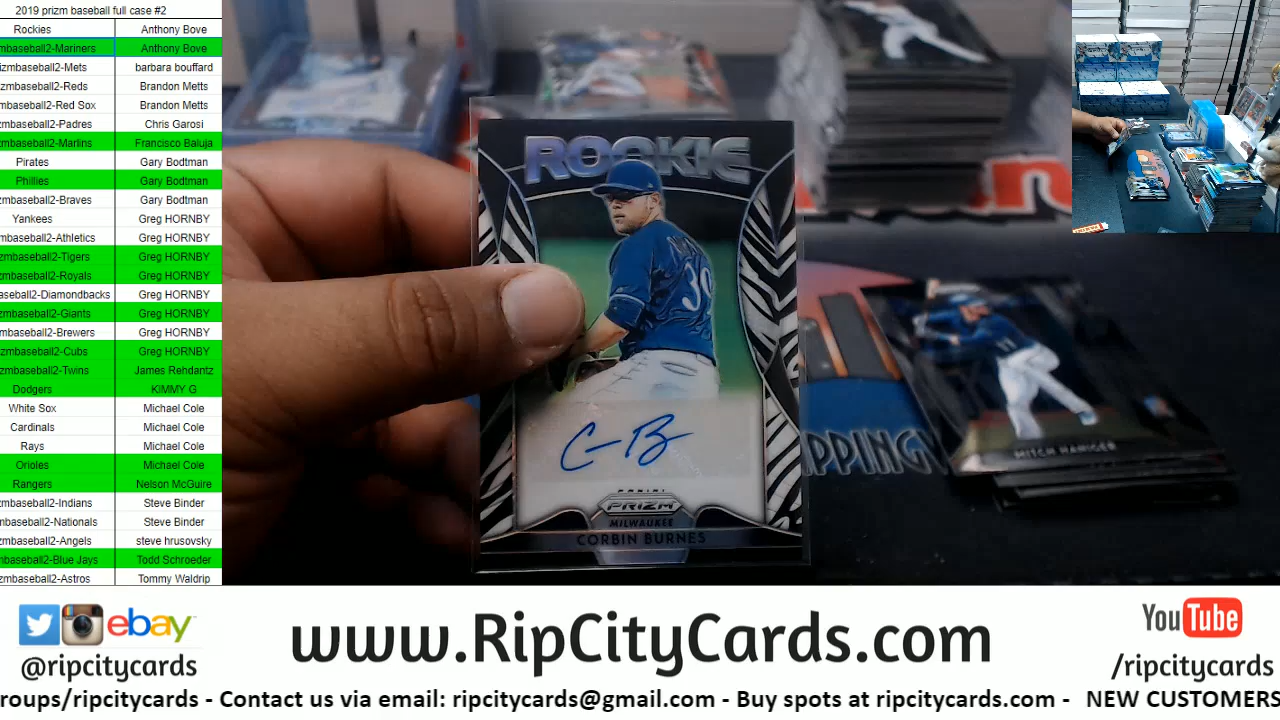 2019 prizm baseball full case #2
Rockies Anthony Bove
mbaseball2-Mariners Anthony Bove
izmbaseball2-Mets barbara bouffard
zmbaseball2-Reds Brandon Metts
zmbaseball2-Red Sox Brandon Metts
zmbaseball2-Padres Chris Garosi
zmbaseball2-Marlins Francisco Baluja
Pirates Gary Bodtman
Phillies Gary Bodtman
zmbaseball2-Braves Gary Bodtman
Yankees Greg HORNBY
mbaseball2-Athletics Greg HORNBY
zmbaseball2-Tigers Greg HORNBY
zmbaseball2-Royals Greg HORNBY
aseball2-Diamondbacks Greg HORNBY
zmbaseball2-Giants Greg HORNBY
mbaseball2-Brewers Greg HORNBY
zmbaseball2-Cubs Greg HORNBY
zmbaseball2-Twins James Rehdantz
Dodgers KIMMY G
White Sox Michael Cole
Cardinals Michael Cole
Rays Michael Cole
Orioles Michael Cole
Rangers Nelson McGuire
zmbaseball2-Indians Steve Binder
mbaseball2-Nationals Steve Binder
zmbaseball2-Angels steve hrusovsky
mbaseball2-Blue Jays Todd Schroeder
zmbaseball2-Astros Tommy Waldrip
ROOKIE
39
C B
PANINI
PRIZM
MILWAUKEE
CORBIN BURNES
MITCH HANIGER
PPING
ebay
@ripcitycards
www.RipCityCards.com
YouTube
/ripcitycards
roups/ripcitycards - Contact us via email: ripcitycards@gmail.com - Buy spots at ripcitycards.com - NEW CUSTOMERS